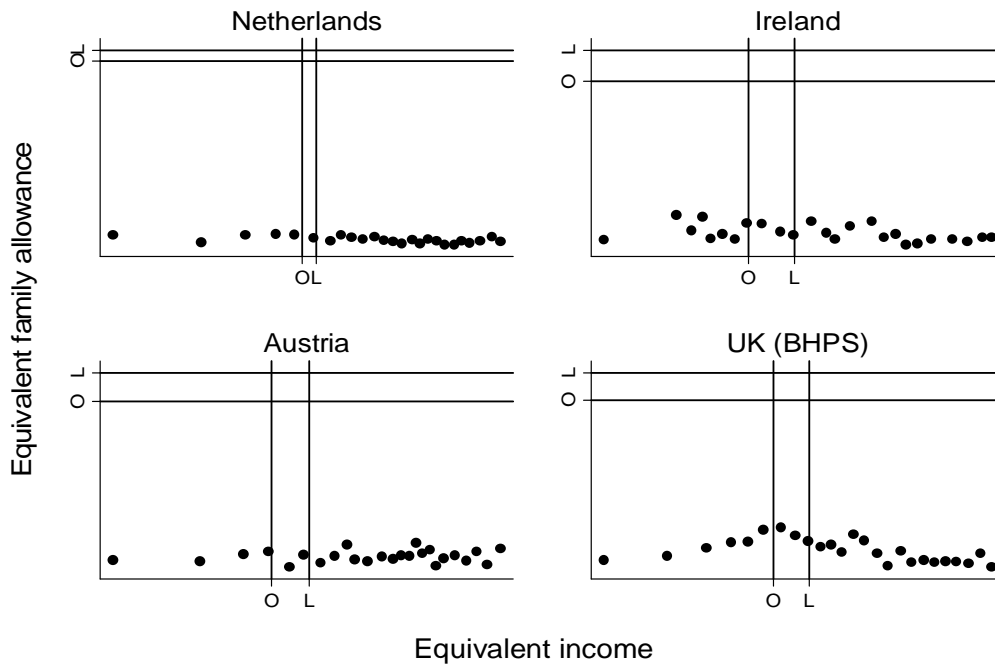 Netherlands
Ireland
OL
L
O
OL
O
L
Equivalent family allowance
Austria
UK (BHPS)
L
O
L
O
O
L
O
L
Equivalent income